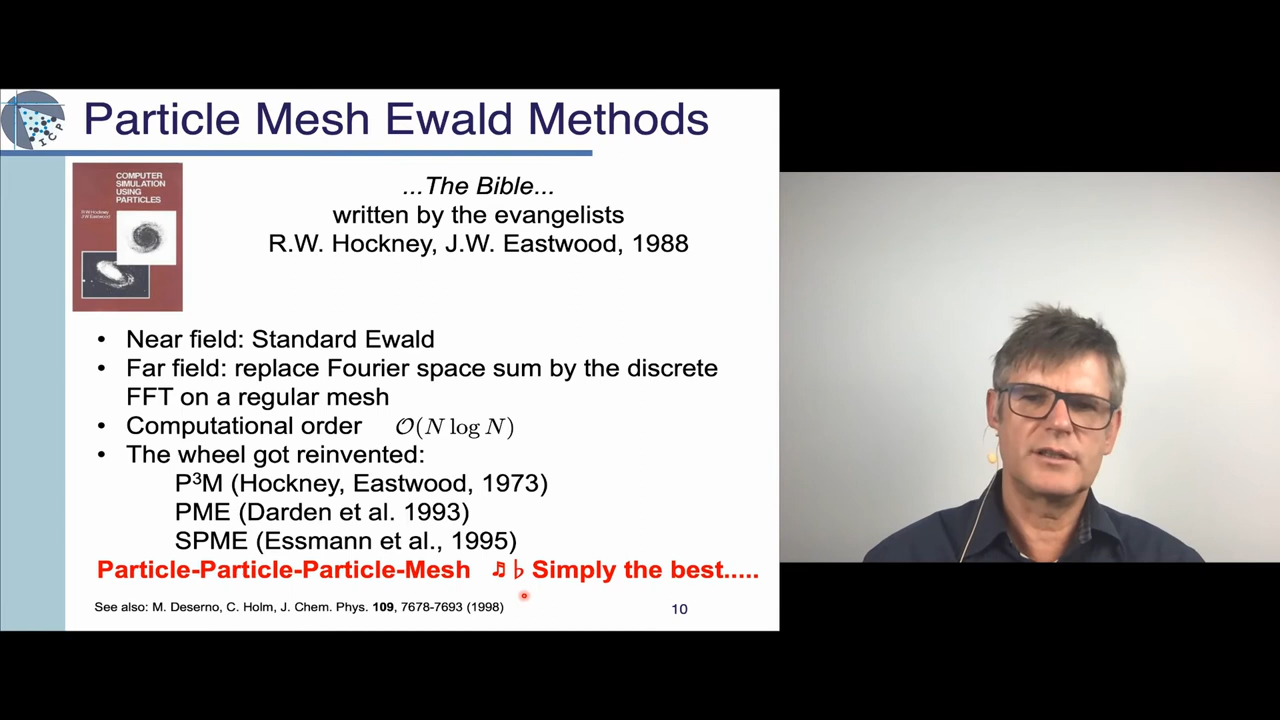 Particle Mesh Ewald Methods
ICP
COMPUTER
SIMULATION
USING
PARTICLES
R W Hockney
J W Eastwood
...The Bible...
written by the evangelists
R.W. Hockney, J.W. Eastwood, 1988
• Near field: Standard Ewald
• Far field: replace Fourier space sum by the discrete
FFT on a regular mesh
• Computational order O(N log N)
• The wheel got reinvented:
P³M (Hockney, Eastwood, 1973)
PME (Darden et al. 1993)
SPME (Essmann et al., 1995)
Particle-Particle-Particle-Mesh ♫ ♭ Simply the best.....
See also: M. Deserno, C. Holm, J. Chem. Phys. 109, 7678-7693 (1998)
10